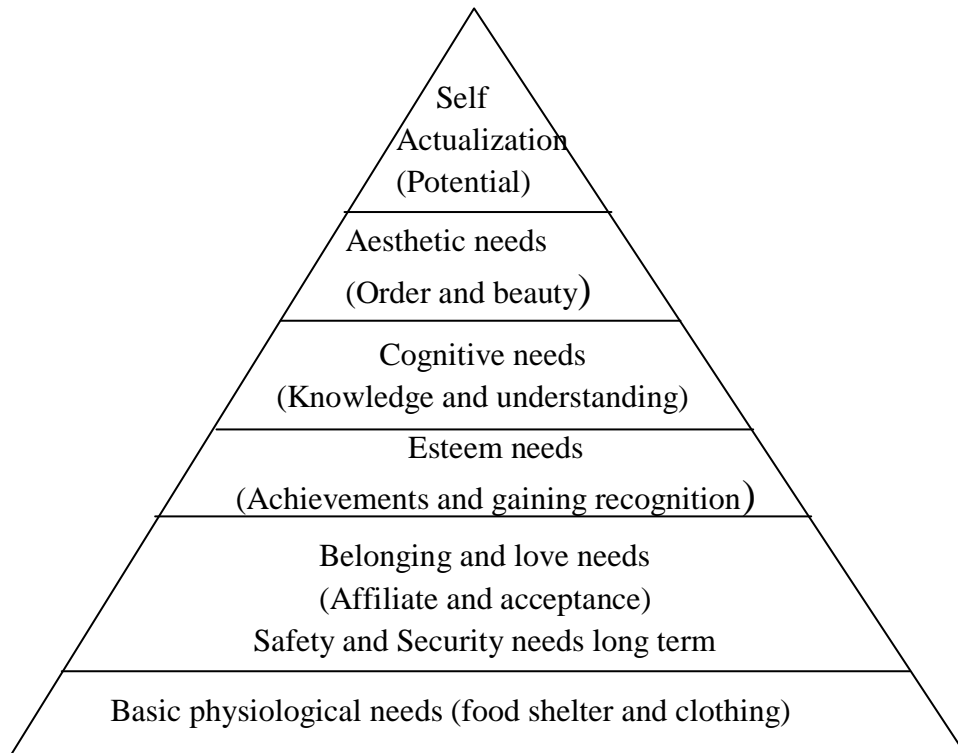 Self
Actualization
(Potential)
Aesthetic needs
(Order and beauty)
Cognitive needs
(Knowledge and understanding)
Esteem needs
(Achievements and gaining recognition)
Belonging and love needs
(Affiliate and acceptance)
Safety and Security needs long term
Basic physiological needs (food shelter and clothing)